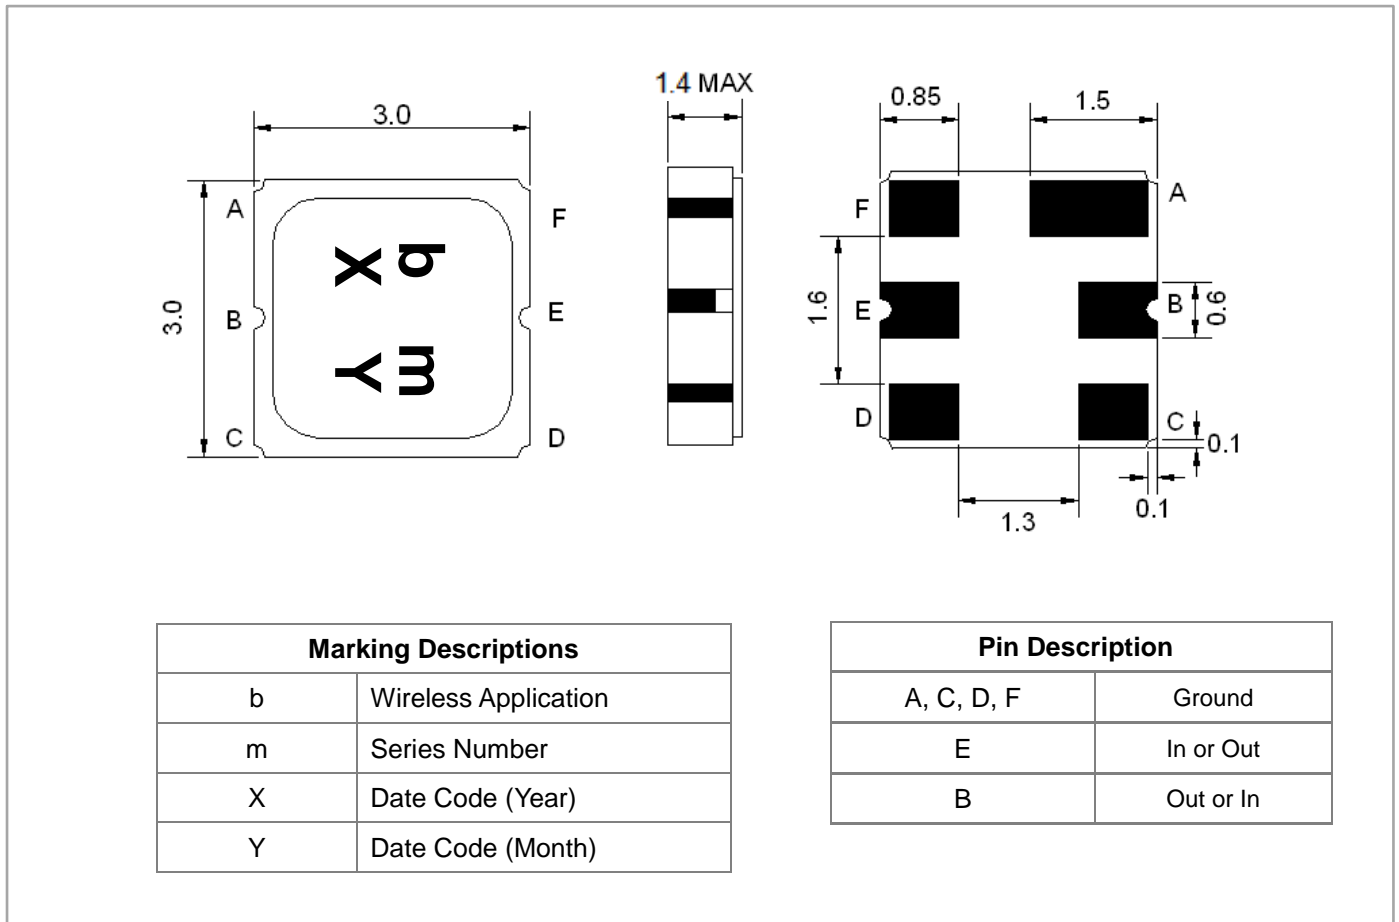 1.4 MAX
3.0
0.85
1.5
A
F
F
A
b
X
3.0
B
E
1.6
E
B
0.6
m
Y
C
D
D
C
0.1
0.1
1.3
Marking Descriptions
b Wireless Application
m Series Number
X Date Code (Year)
Y Date Code (Month)
Pin Description
A, C, D, F Ground
E In or Out
B Out or In